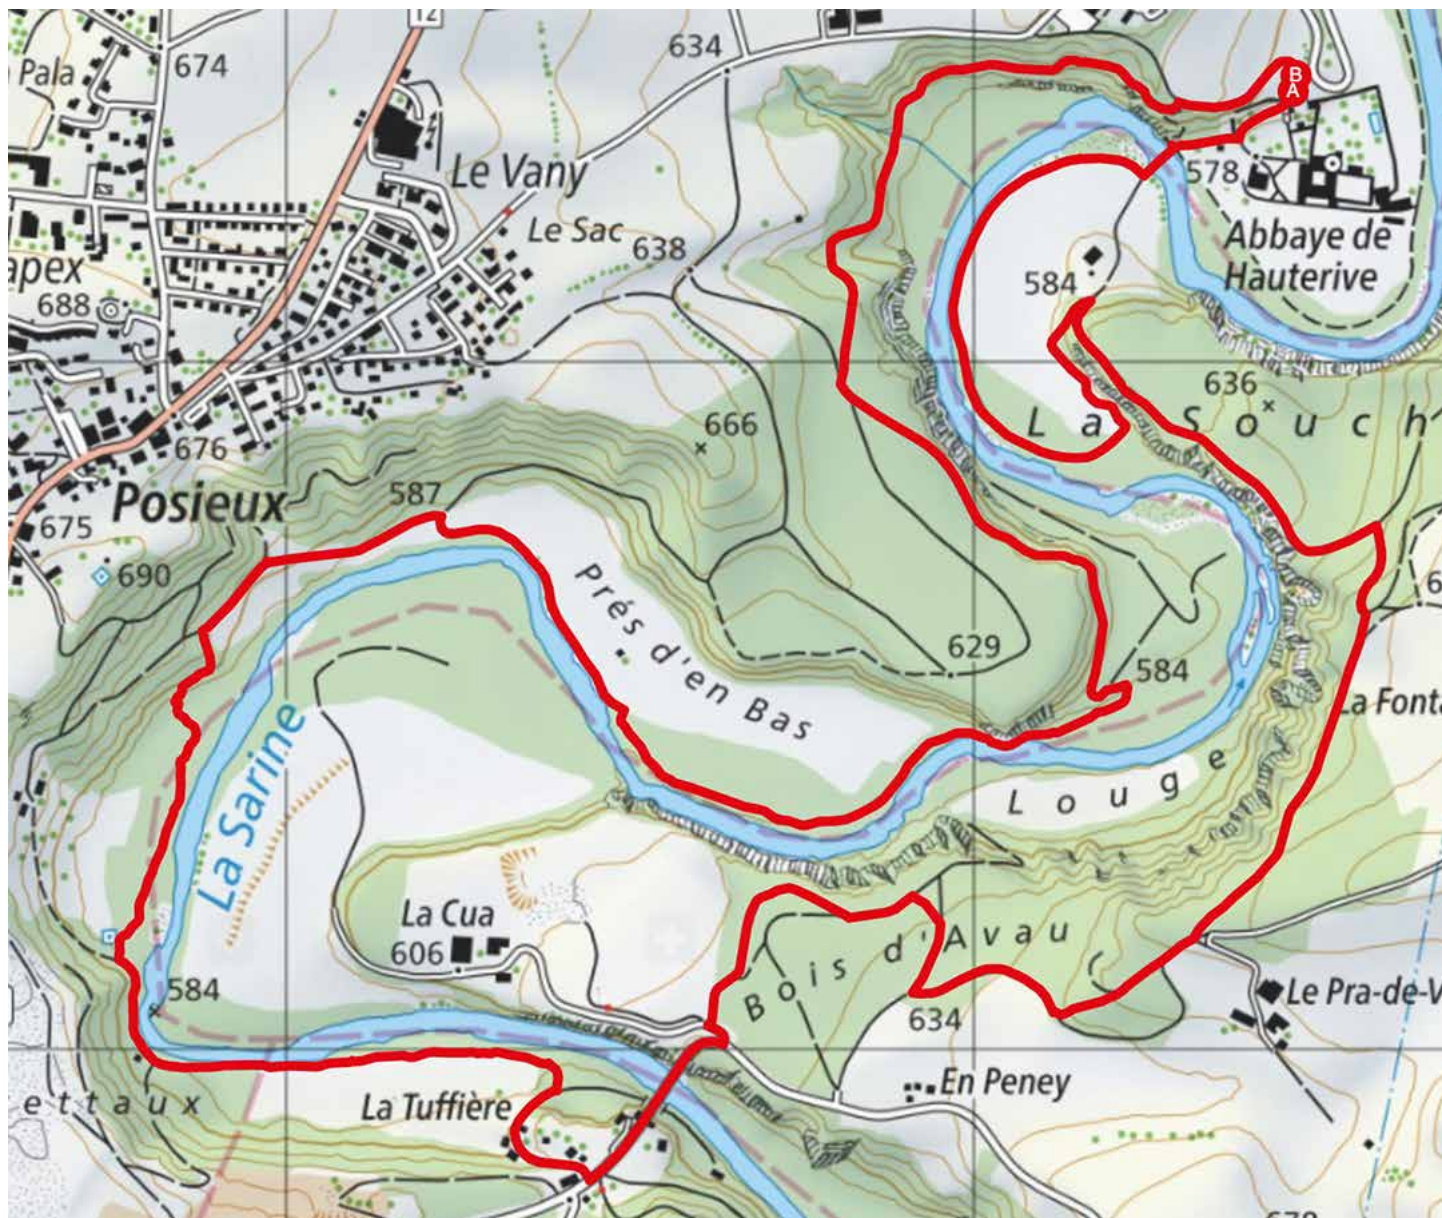 12
634
674
Pala
B
A
Le Vany
578
Le Sac
638
Abbaye de
Hauterive
apex
584
688
636
666
La Souch
676
587
Posieux
675
690
Prés d'en Bas
629
584
La Fonta
La Sarine
Louge
La Cua
606
Bois d'Avau
584
Le Pra-de-V
634
En Peney
ettaux
La Tuffière